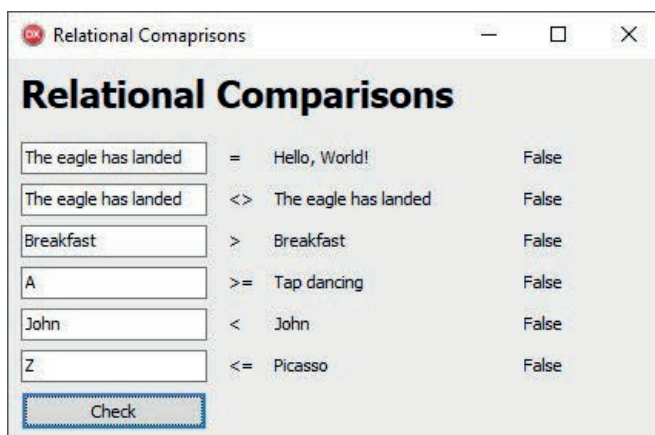 DX Relational Comaprisons
Relational Comparisons
The eagle has landed = Hello, World! False
The eagle has landed <> The eagle has landed False
Breakfast > Breakfast False
A >= Tap dancing False
John < John False
Z <= Picasso False
Check